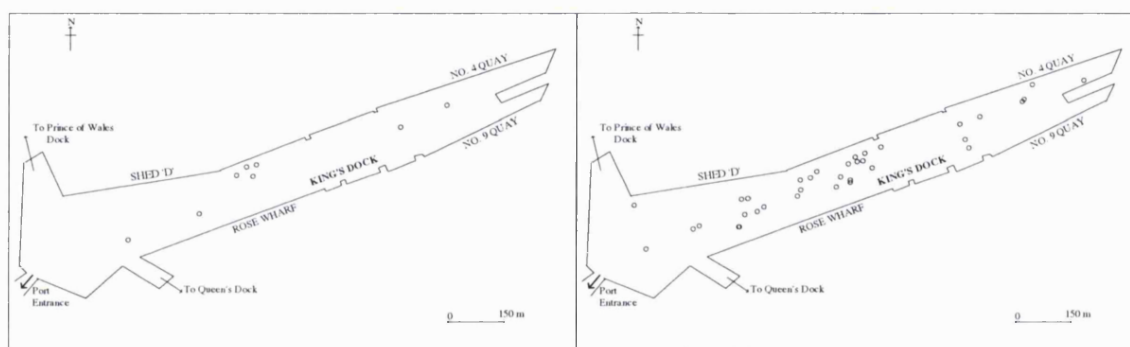 N
NO. 4 QUAY
To Prince of Wales
Dock
NO. 9 QUAY
SHED 'D'
KING'S DOCK
ROSE WHARF
Port
Entrance
To Queen's Dock
0 150 m
N
NO. 4 QUAY
To Prince of Wales
Dock
NO. 9 QUAY
SHED 'D'
KING'S DOCK
ROSE WHARF
Port
Entrance
To Queen's Dock
0 150 m